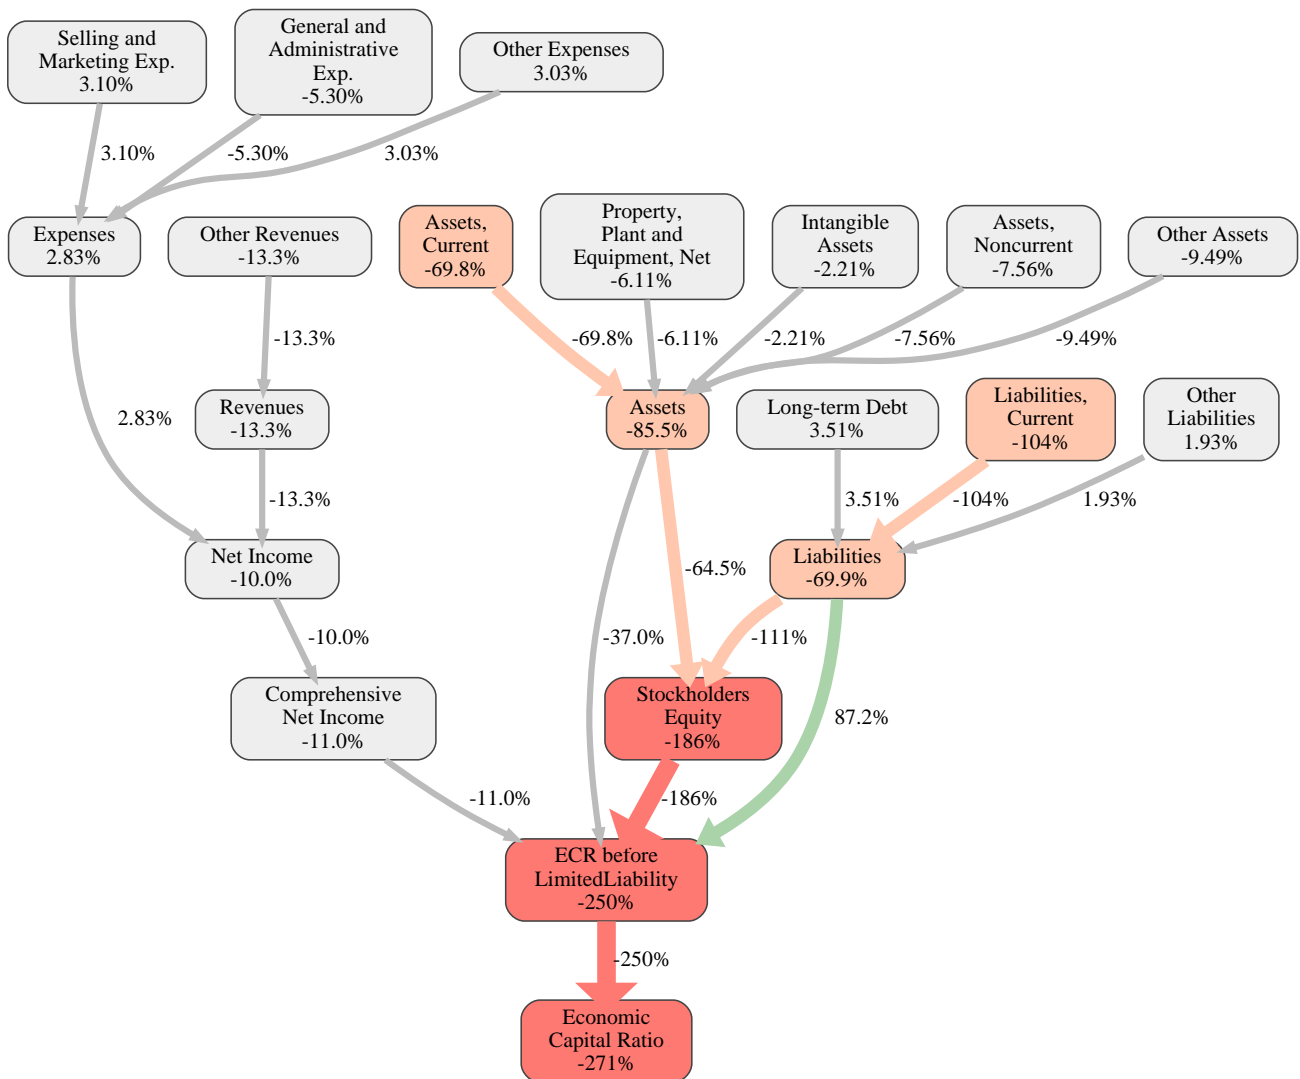 Selling and
Marketing Exp.
3.10%
General and
Administrative
Exp.
-5.30%
Other Expenses
3.03%
3.10%
-5.30%
3.03%
Expenses
2.83%
Other Revenues
-13.3%
Assets,
Current
-69.8%
Property,
Plant and
Equipment, Net
-6.11%
Intangible
Assets
-2.21%
Assets,
Noncurrent
-7.56%
Other Assets
-9.49%
-13.3%
-69.8%
-6.11%
-2.21%
-7.56%
-9.49%
2.83%
Revenues
-13.3%
Assets
-85.5%
Long-term Debt
3.51%
Liabilities,
Current
-104%
Other
Liabilities
1.93%
-13.3%
3.51%
-104%
1.93%
Net Income
-10.0%
-64.5%
Liabilities
-69.9%
-10.0%
-37.0%
-111%
Comprehensive
Net Income
-11.0%
Stockholders
Equity
-186%
87.2%
-11.0%
-186%
ECR before
LimitedLiability
-250%
-250%
Economic
Capital Ratio
-271%